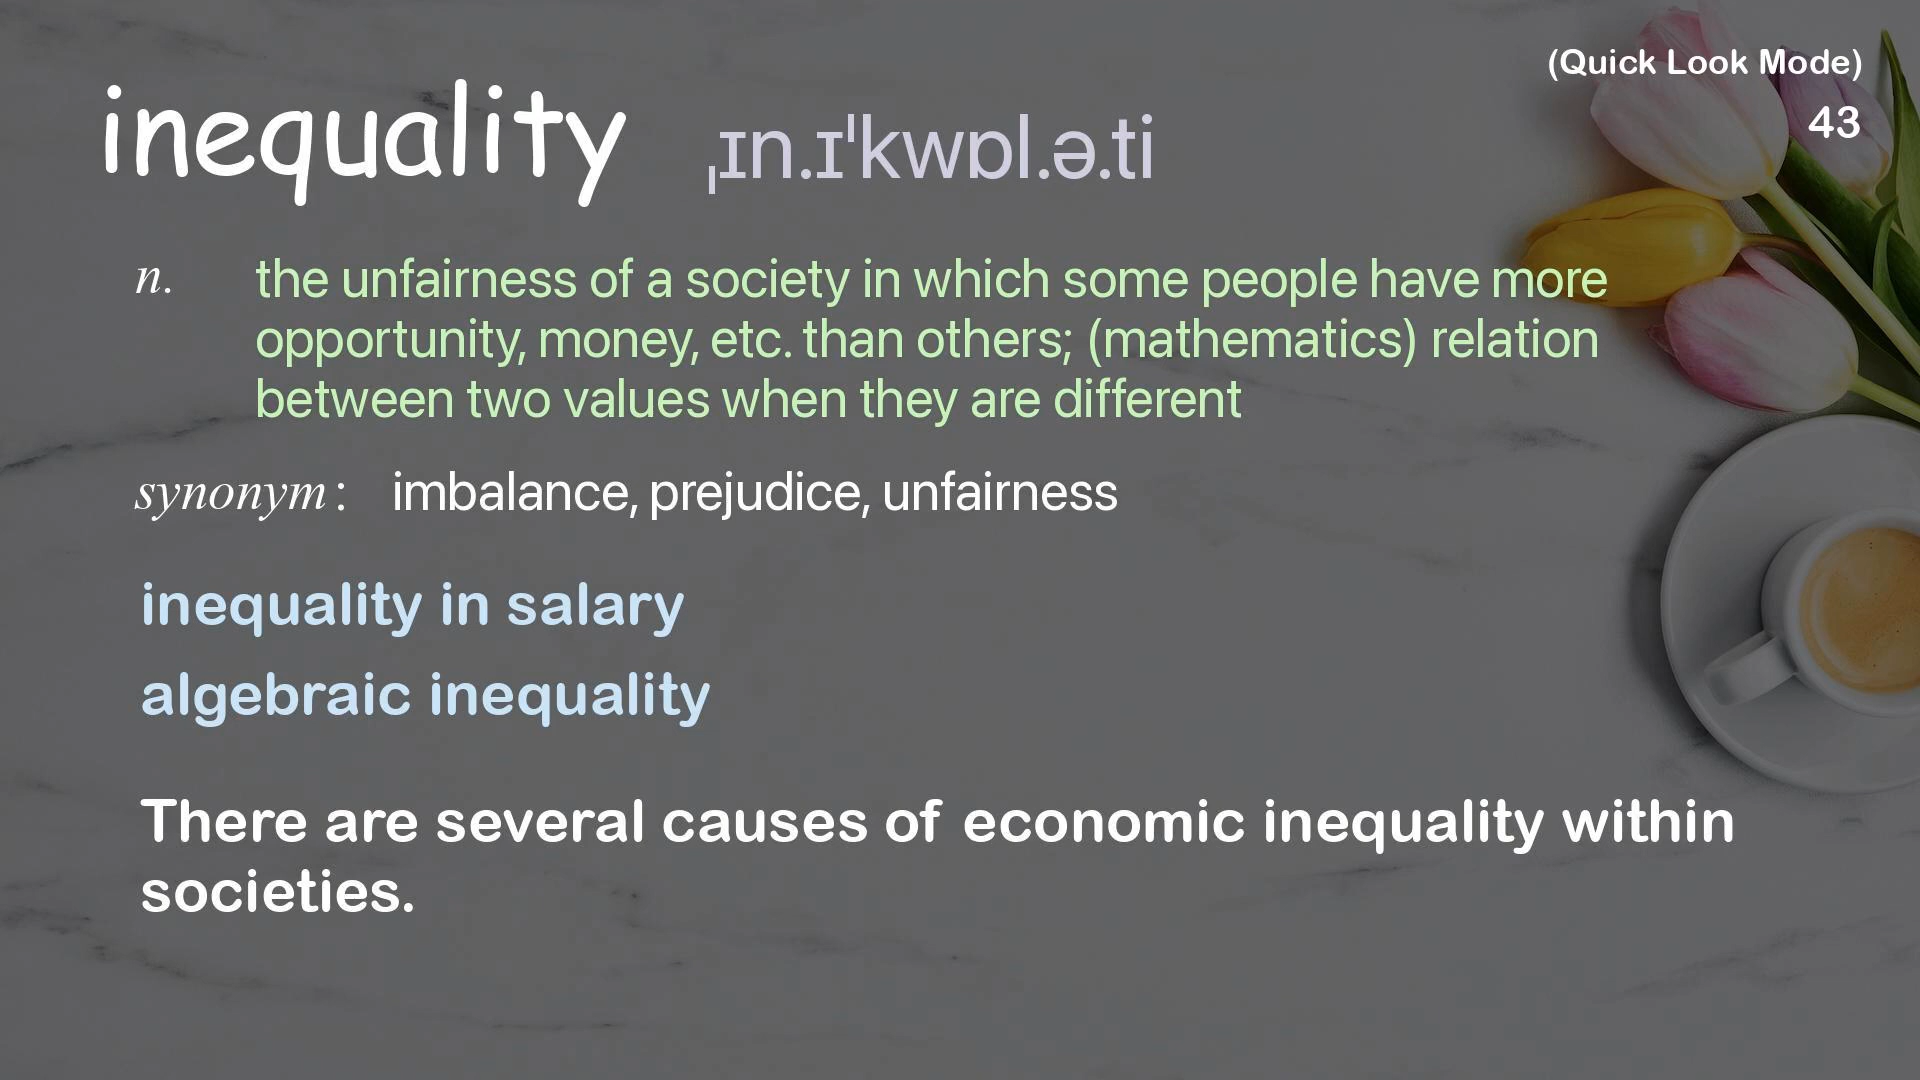 (Quick Look Mode)
43
inequality ˌɪn.ɪˈkwɒl.ə.ti
n. the unfairness of a society in which some people have more
opportunity, money, etc. than others; (mathematics) relation
between two values when they are different
synonym: imbalance, prejudice, unfairness
inequality in salary
algebraic inequality
There are several causes of economic inequality within
societies.